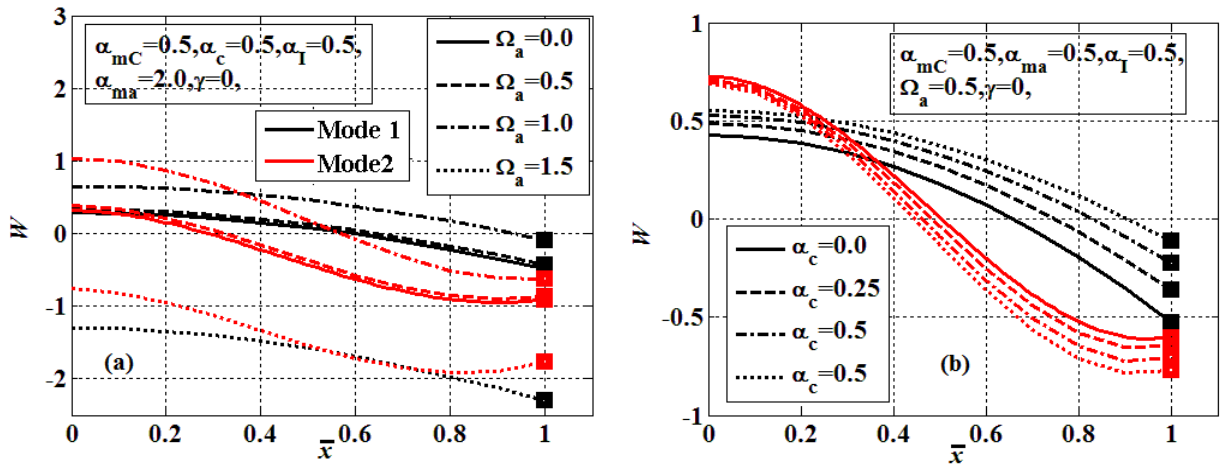 α_mC=0.5,α_c=0.5,α_I=0.5,
α_ma=2.0,γ=0,
Mode 1
Mode2
Ω_a=0.0
Ω_a=0.5
Ω_a=1.0
Ω_a=1.5
3
2
1
0
-1
-2
W
(a)
0
0.2
0.4
0.6
0.8
1
x̅
α_mC=0.5,α_ma=0.5,α_I=0.5,
Ω_a=0.5,γ=0,
1
0.5
0
-0.5
-1
W
α_c=0.0
α_c=0.25
α_c=0.5
α_c=0.5
(b)
0
0.2
0.4
0.6
0.8
1
x̅